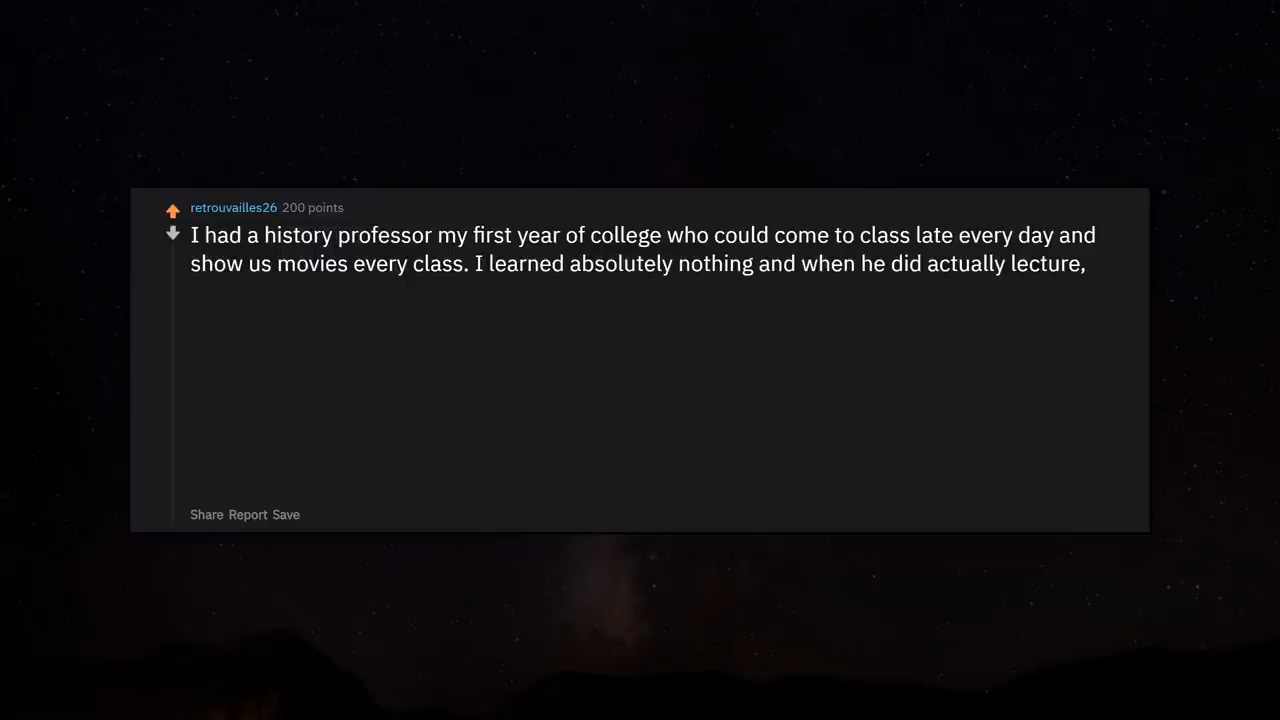 retrouvailles26 200 points
I had a history professor my first year of college who could come to class late every day and
show us movies every class. I learned absolutely nothing and when he did actually lecture,
Share Report Save